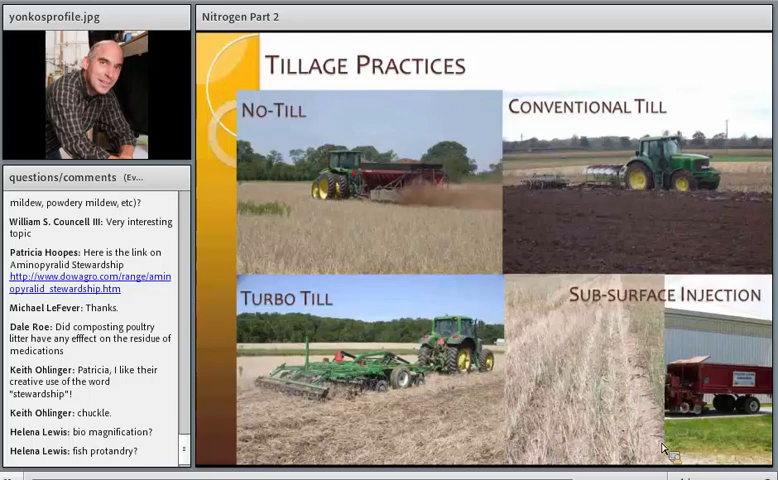 yonkosprofile.jpg
questions/comments (Ev...
mildew, powdery mildew, etc)?
William S. Councell III: Very interesting
topic
Patricia Hoopes: Here is the link on
Aminopyralid Stewardship
http://www.dowagro.com/range/amin
opyralid_stewardship.htm
Michael LeFever: Thanks.
Dale Roe: Did composting poultry
litter have any efffect on the residue of
medications
Keith Ohlinger: Patricia, I like their
creative use of the word
"stewardship"!
Keith Ohlinger: chuckle.
Helena Lewis: bio magnification?
Helena Lewis: fish protandry?
Nitrogen Part 2
TILLAGE PRACTICES
NO-TILL
CONVENTIONAL TILL
TURBO TILL
SUB-SURFACE INJECTION